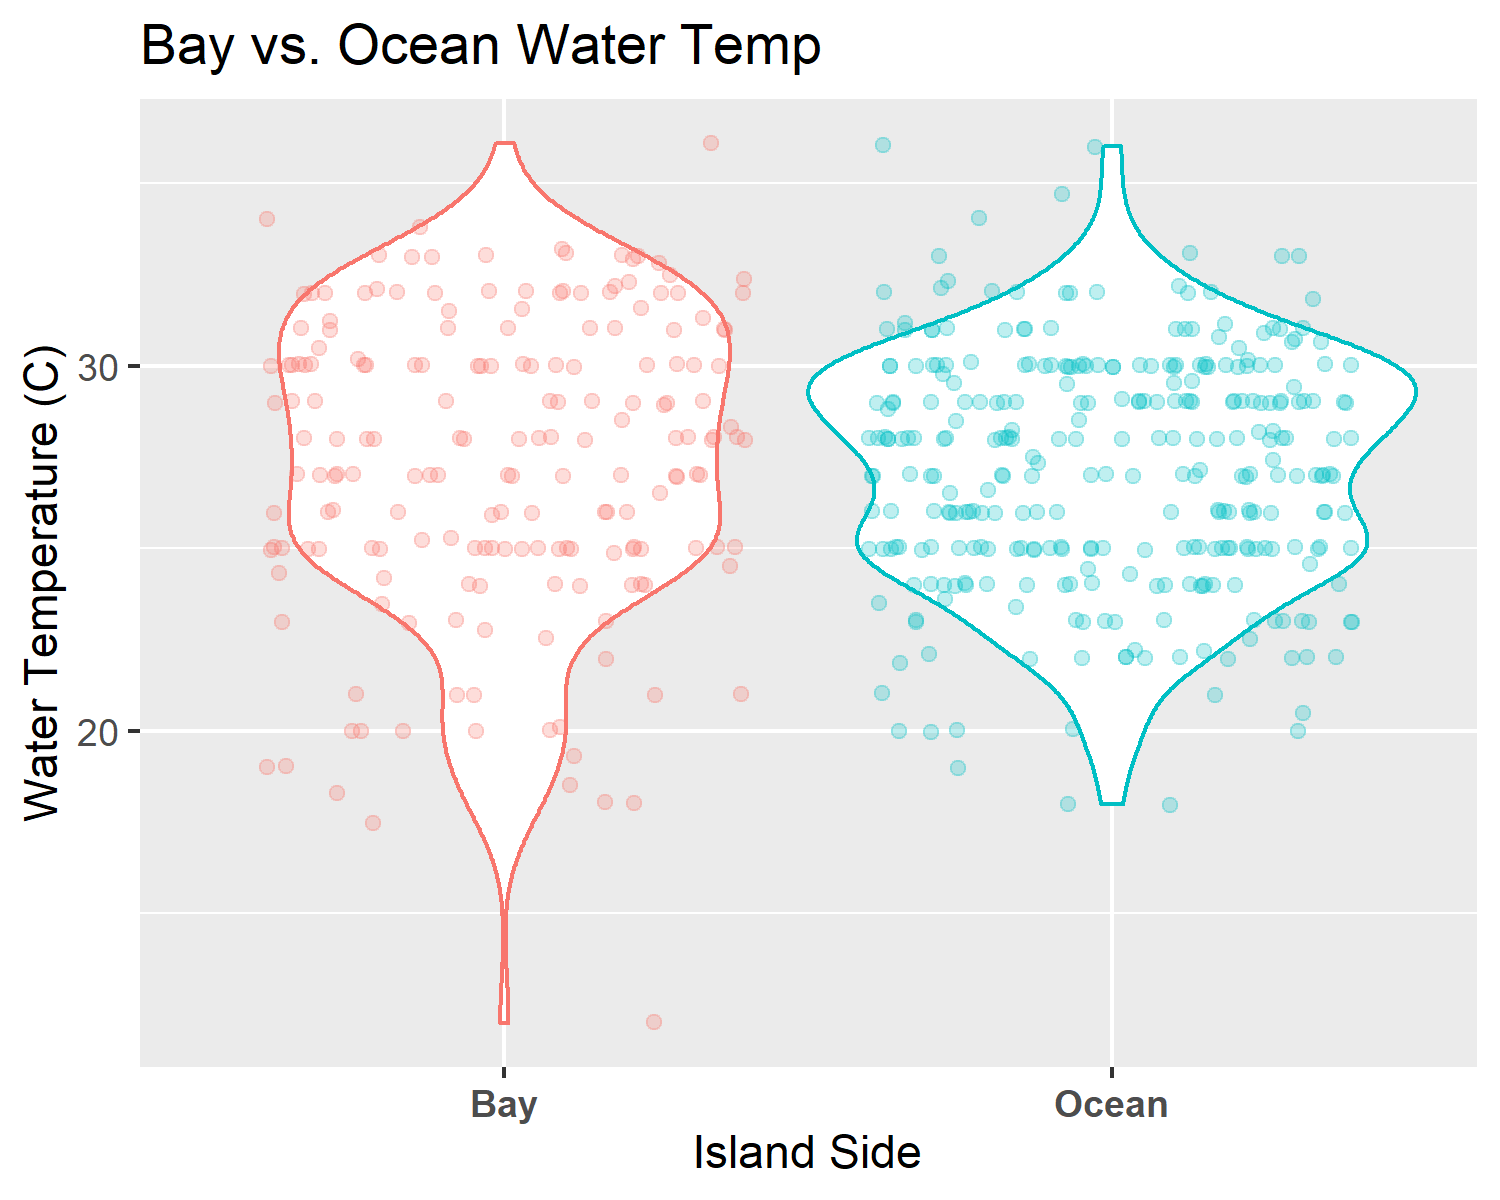 Bay vs. Ocean Water Temp
Water Temperature (C)
30
20
Bay
Ocean
Island Side